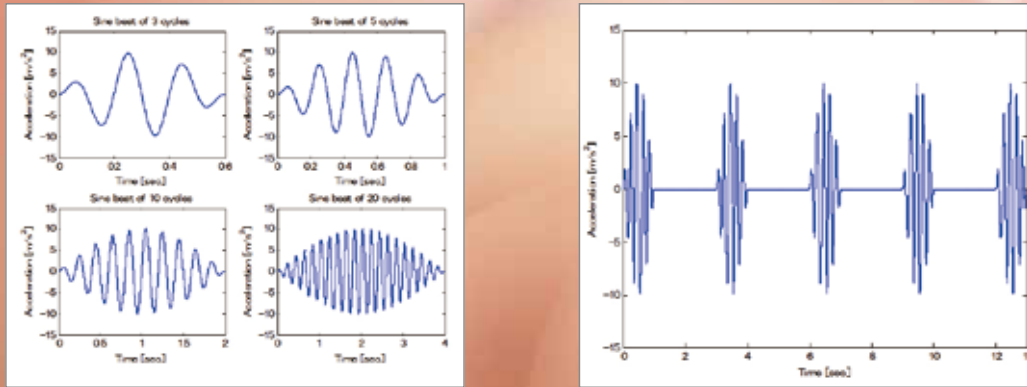 Sine beat of 3 cycles
Sine beat of 5 cycles
15
10
5
0
-5
-10
-15
Acceleration [m/s²]
0 0.2 0.4 0.6
Time [sec.]
15
10
5
0
-5
-10
-15
Acceleration [m/s²]
0 0.2 0.4 0.6 0.8 1
Time [sec.]
Sine beat of 10 cycles
Sine beat of 20 cycles
15
10
5
0
-5
-10
-15
Acceleration [m/s²]
0 0.5 1 1.5 2
Time [sec.]
15
10
5
0
-5
-10
-15
Acceleration [m/s²]
0 1 2 3 4
Time [sec.]
15
10
5
0
-5
-10
-15
Acceleration [m/s²]
0 2 4 6 8 10 12
Time [sec.]